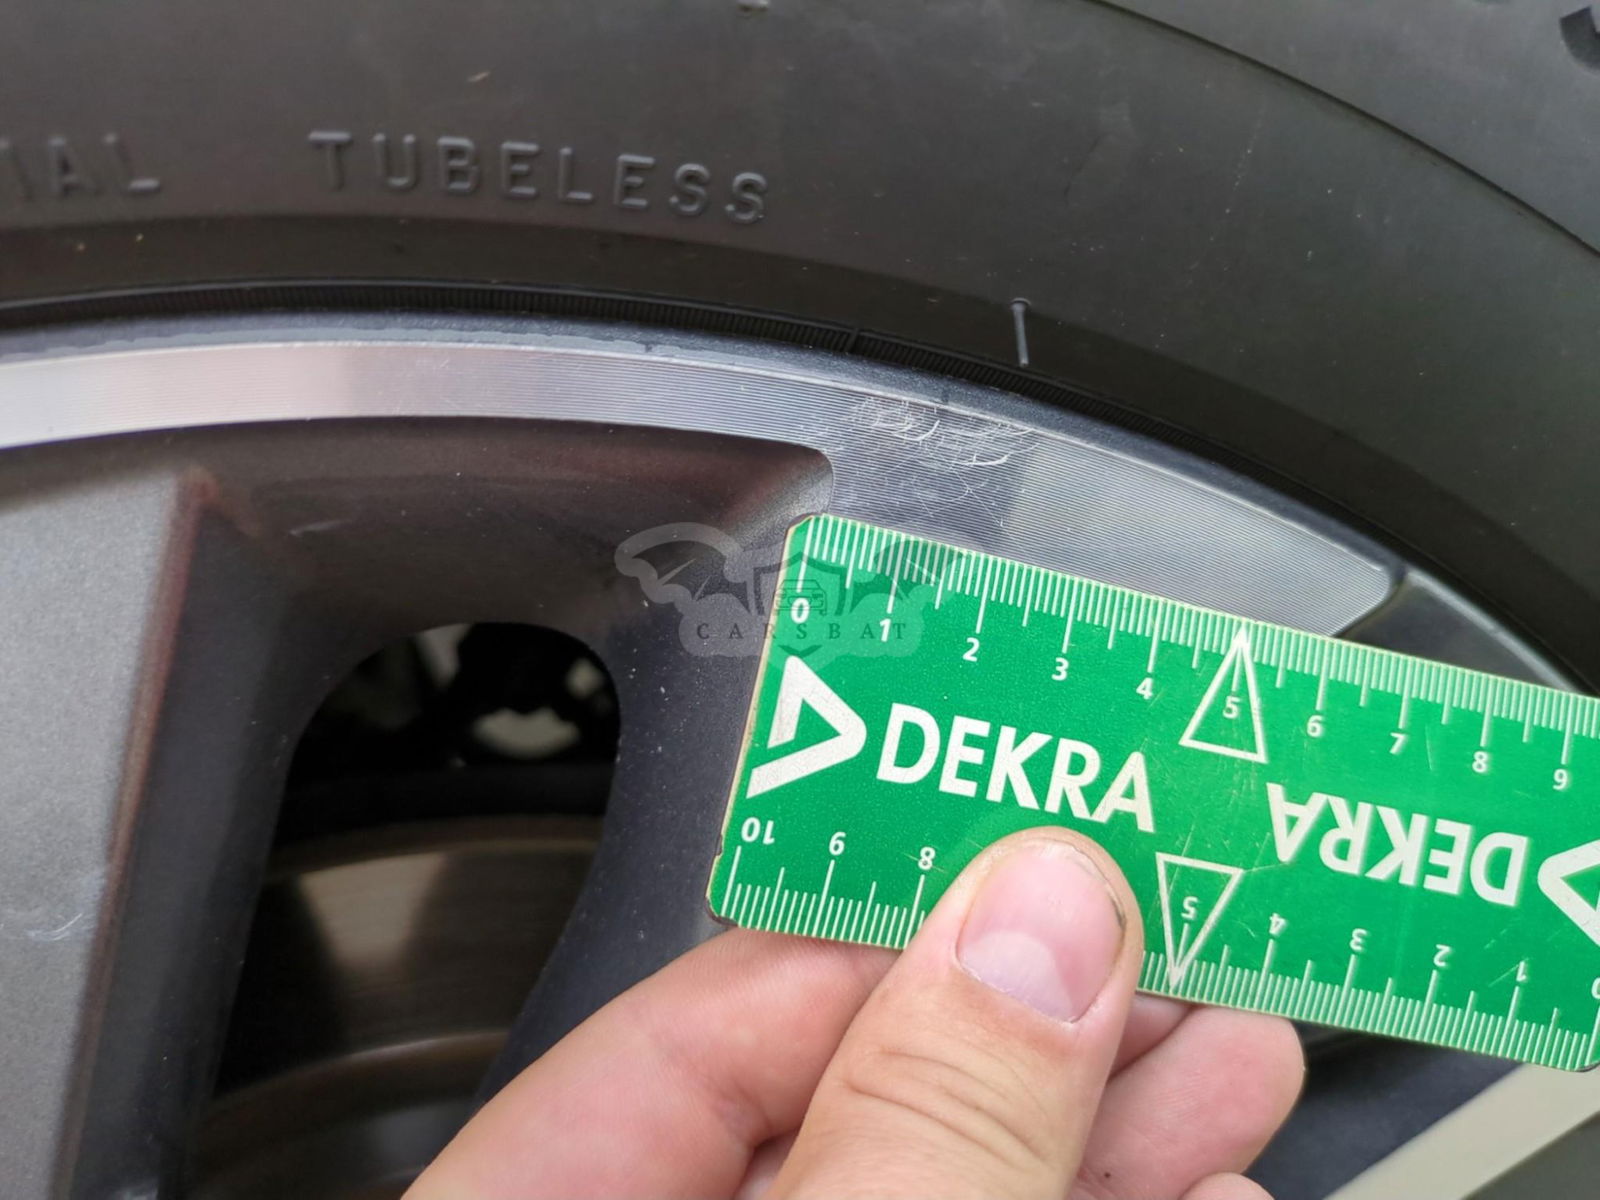 IAL TUBELESS
CARSBAT
0 1 2 3 4 5 6 7 8 9
DEKRA
DEKRA
10 9 8 5 4 3 2 1 0